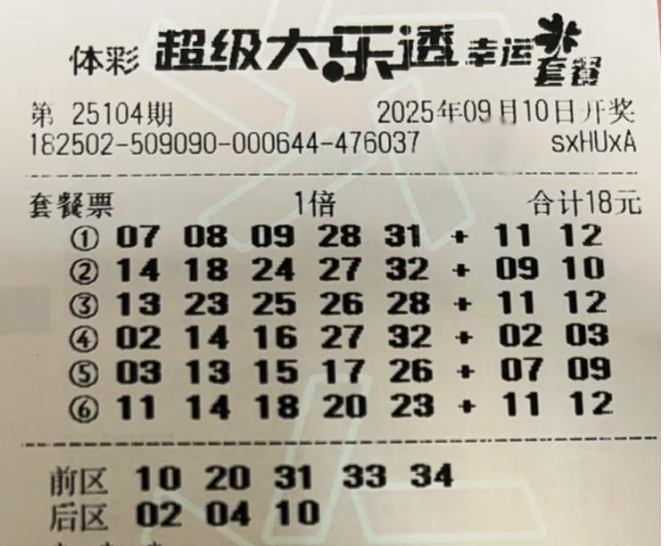 体彩 超级大乐透 幸运套餐
第 25104期 2025年09月10日开奖
182502-509090-000644-476037 sxHUxA
套餐票 1倍 合计18元
① 07 08 09 28 31 + 11 12
② 14 18 24 27 32 + 09 10
③ 13 23 25 26 28 + 11 12
④ 02 14 16 27 32 + 02 03
⑤ 03 13 15 17 26 + 07 09
⑥ 11 14 18 20 23 + 11 12
前区 10 20 31 33 34
后区 02 04 10